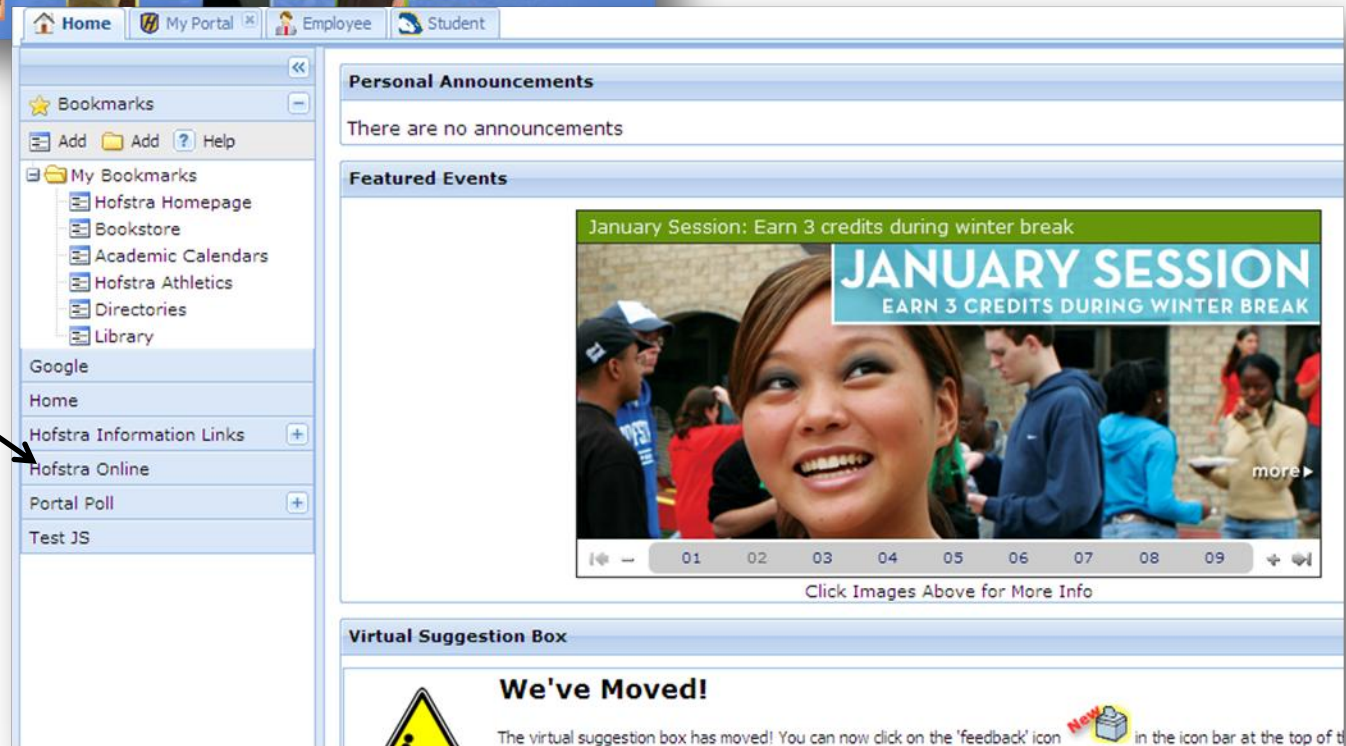 Home My Portal Employee Student
Bookmarks
Add Add Help
My Bookmarks
Hofstra Homepage
Bookstore
Academic Calendars
Hofstra Athletics
Directories
Library
Google
Home
Hofstra Information Links
Hofstra Online
Portal Poll
Test JS
Personal Announcements
There are no announcements
Featured Events
January Session: Earn 3 credits during winter break
JANUARY SESSION
EARN 3 CREDITS DURING WINTER BREAK
more
01 02 03 04 05 06 07 08 09
Click Images Above for More Info
Virtual Suggestion Box
We've Moved!
The virtual suggestion box has moved! You can now click on the 'feedback' icon New in the icon bar at the top of